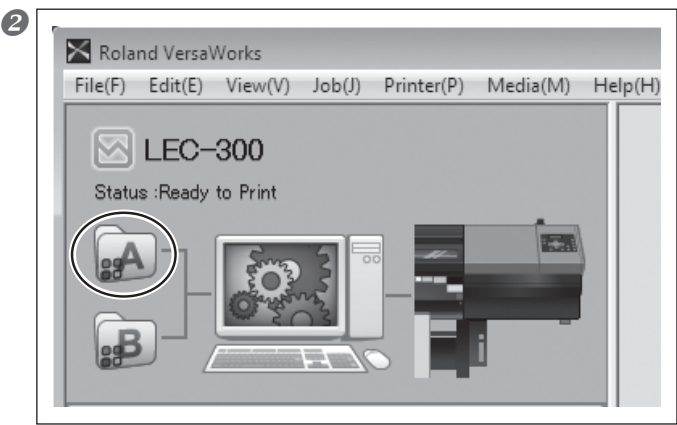 2
Roland VersaWorks
File(F) Edit(E) View(V) Job(J) Printer(P) Media(M) Help(H)
LEC-300
Status :Ready to Print
A
B